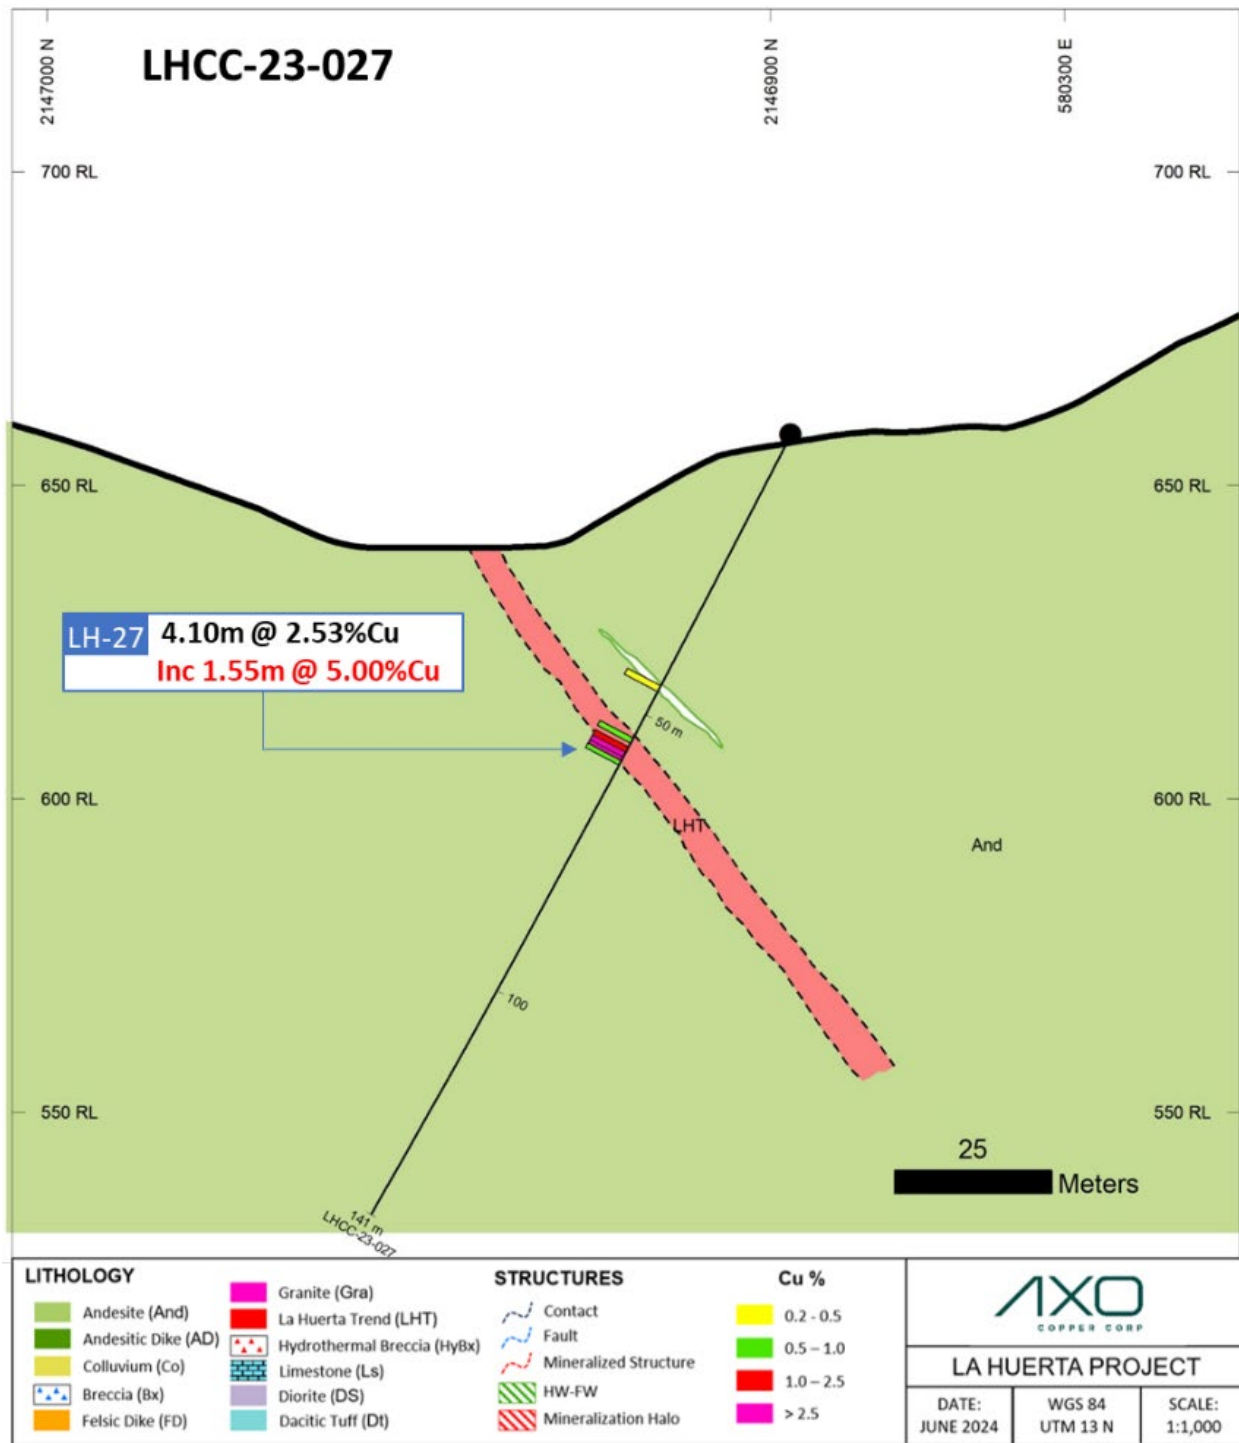 LHCC-23-027
2147000 N
2146900 N
580300 E
700 RL
700 RL
650 RL
650 RL
LH-27 4.10m @ 2.53%Cu
Inc 1.55m @ 5.00%Cu
50 m
600 RL
600 RL
LHT
And
100
550 RL
550 RL
25
Meters
141 m
LHCC-23-027
LITHOLOGY
Andesite (And)
Andesitic Dike (AD)
Colluvium (Co)
Breccia (Bx)
Felsic Dike (FD)
Granite (Gra)
La Huerta Trend (LHT)
Hydrothermal Breccia (HyBx)
Limestone (Ls)
Diorite (DS)
Dacitic Tuff (Dt)
STRUCTURES
Contact
Fault
Mineralized Structure
HW-FW
Mineralization Halo
Cu %
0.2 - 0.5
0.5 – 1.0
1.0 – 2.5
> 2.5
AXO
COPPER CORP
LA HUERTA PROJECT
DATE:
JUNE 2024
WGS 84
UTM 13 N
SCALE:
1:1,000